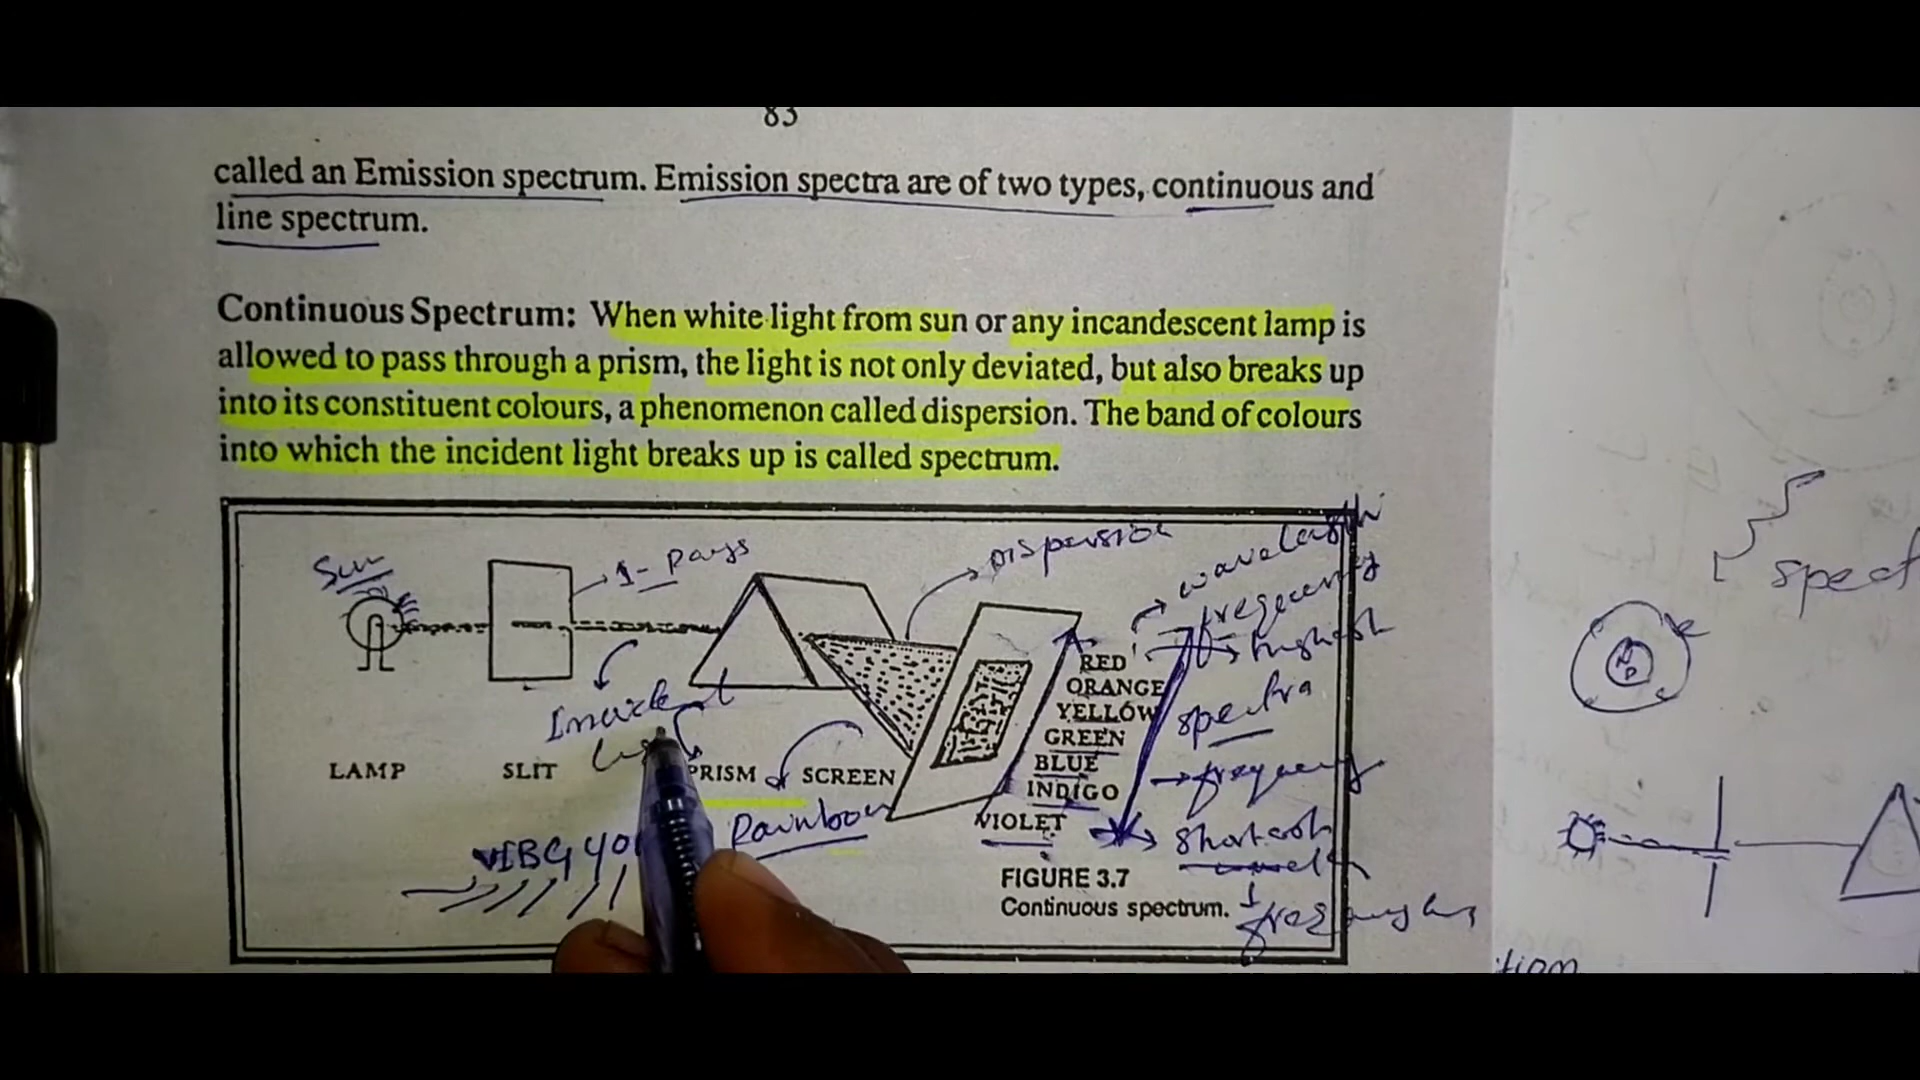 83
called an Emission spectrum. Emission spectra are of two types, continuous and
line spectrum.
Continuous Spectrum: When white light from sun or any incandescent lamp is
allowed to pass through a prism, the light is not only deviated, but also breaks up
into its constituent colours, a phenomenon called dispersion. The band of colours
into which the incident light breaks up is called spectrum.
Sun
Dispersion
wavelength
RED
ORANGE
YELLOW
GREEN
BLUE
INDIGO
VIOLET
spectra
LAMP
SLIT
PRISM
SCREEN
Rainbow
FIGURE 3.7
Continuous spectrum.
spect